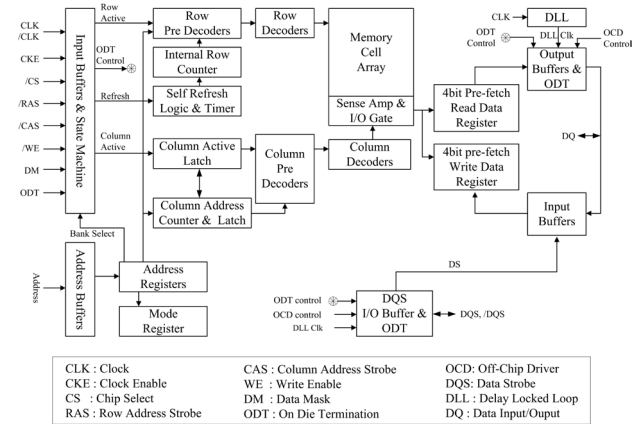 CLK
/CLK
CKE
/CS
/RAS
/CAS
/WE
DM
ODT
Input Buffers & State Machine
Row
Active
ODT
Control
Refresh
Column
Active
Bank Select
Row
Pre Decoders
Internal Row
Counter
Self Refresh
Logic & Timer
Column Active
Latch
Column Address
Counter & Latch
Row
Decoders
Column
Pre
Decoders
Memory
Cell
Array
Sense Amp &
I/O Gate
Column
Decoders
CLK
DLL
ODT
Control
DLL Clk
OCD
Control
Output
Buffers &
ODT
4bit Pre-fetch
Read Data
Register
4bit pre-fetch
Write Data
Register
DQ
Input
Buffers
Address
Address Buffers
Address
Registers
Mode
Register
DS
ODT control
OCD control
DLL Clk
DQS
I/O Buffer &
ODT
DQS, /DQS
CLK : Clock
CKE : Clock Enable
CS : Chip Select
RAS : Row Address Strobe
CAS : Column Address Strobe
WE : Write Enable
DM : Data Mask
ODT : On Die Termination
OCD: Off-Chip Driver
DQS: Data Strobe
DLL : Delay Locked Loop
DQ : Data Input/Ouput